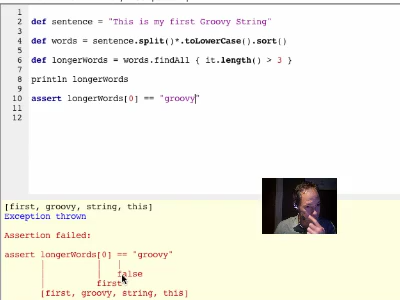 1
2 def sentence = "This is my first Groovy String"
3
4 def words = sentence.split()*.toLowerCase().sort()
5
6 def longerWords = words.findAll { it.length() > 3 }
7
8 println longerWords
9
10 assert longerWords[0] == "groovy"
11
12
[first, groovy, string, this]
Exception thrown
Assertion failed:
assert longerWords[0] == "groovy"
| | |
| | false
| first
[first, groovy, string, this]